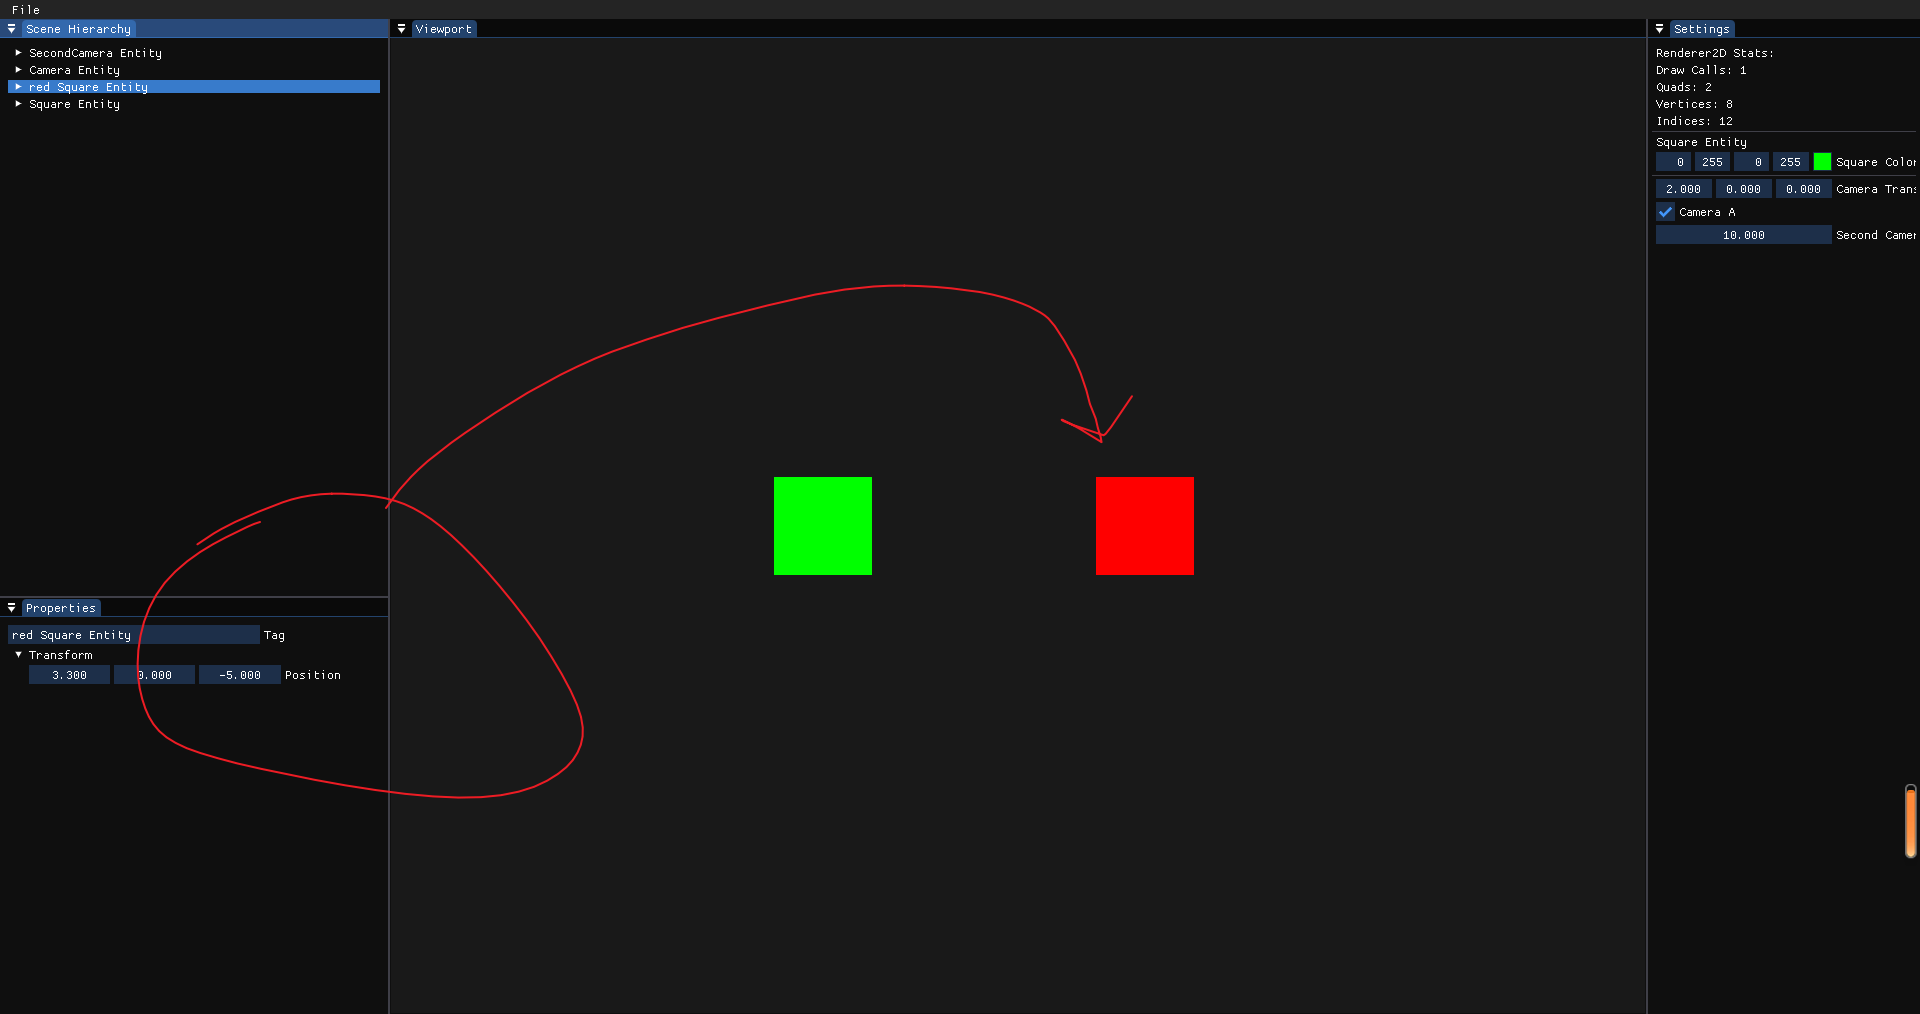 File
Scene Hierarchy
SecondCamera Entity
Camera Entity
red Square Entity
Square Entity
Properties
red Square Entity Tag
Transform
3.300 0.000 -5.000 Position
Viewport
Settings
Renderer2D Stats:
Draw Calls: 1
Quads: 2
Vertices: 8
Indices: 12
Square Entity
0 255 0 255 Square Color
2.000 0.000 0.000 Camera Trans
Camera A
10.000 Second Camer